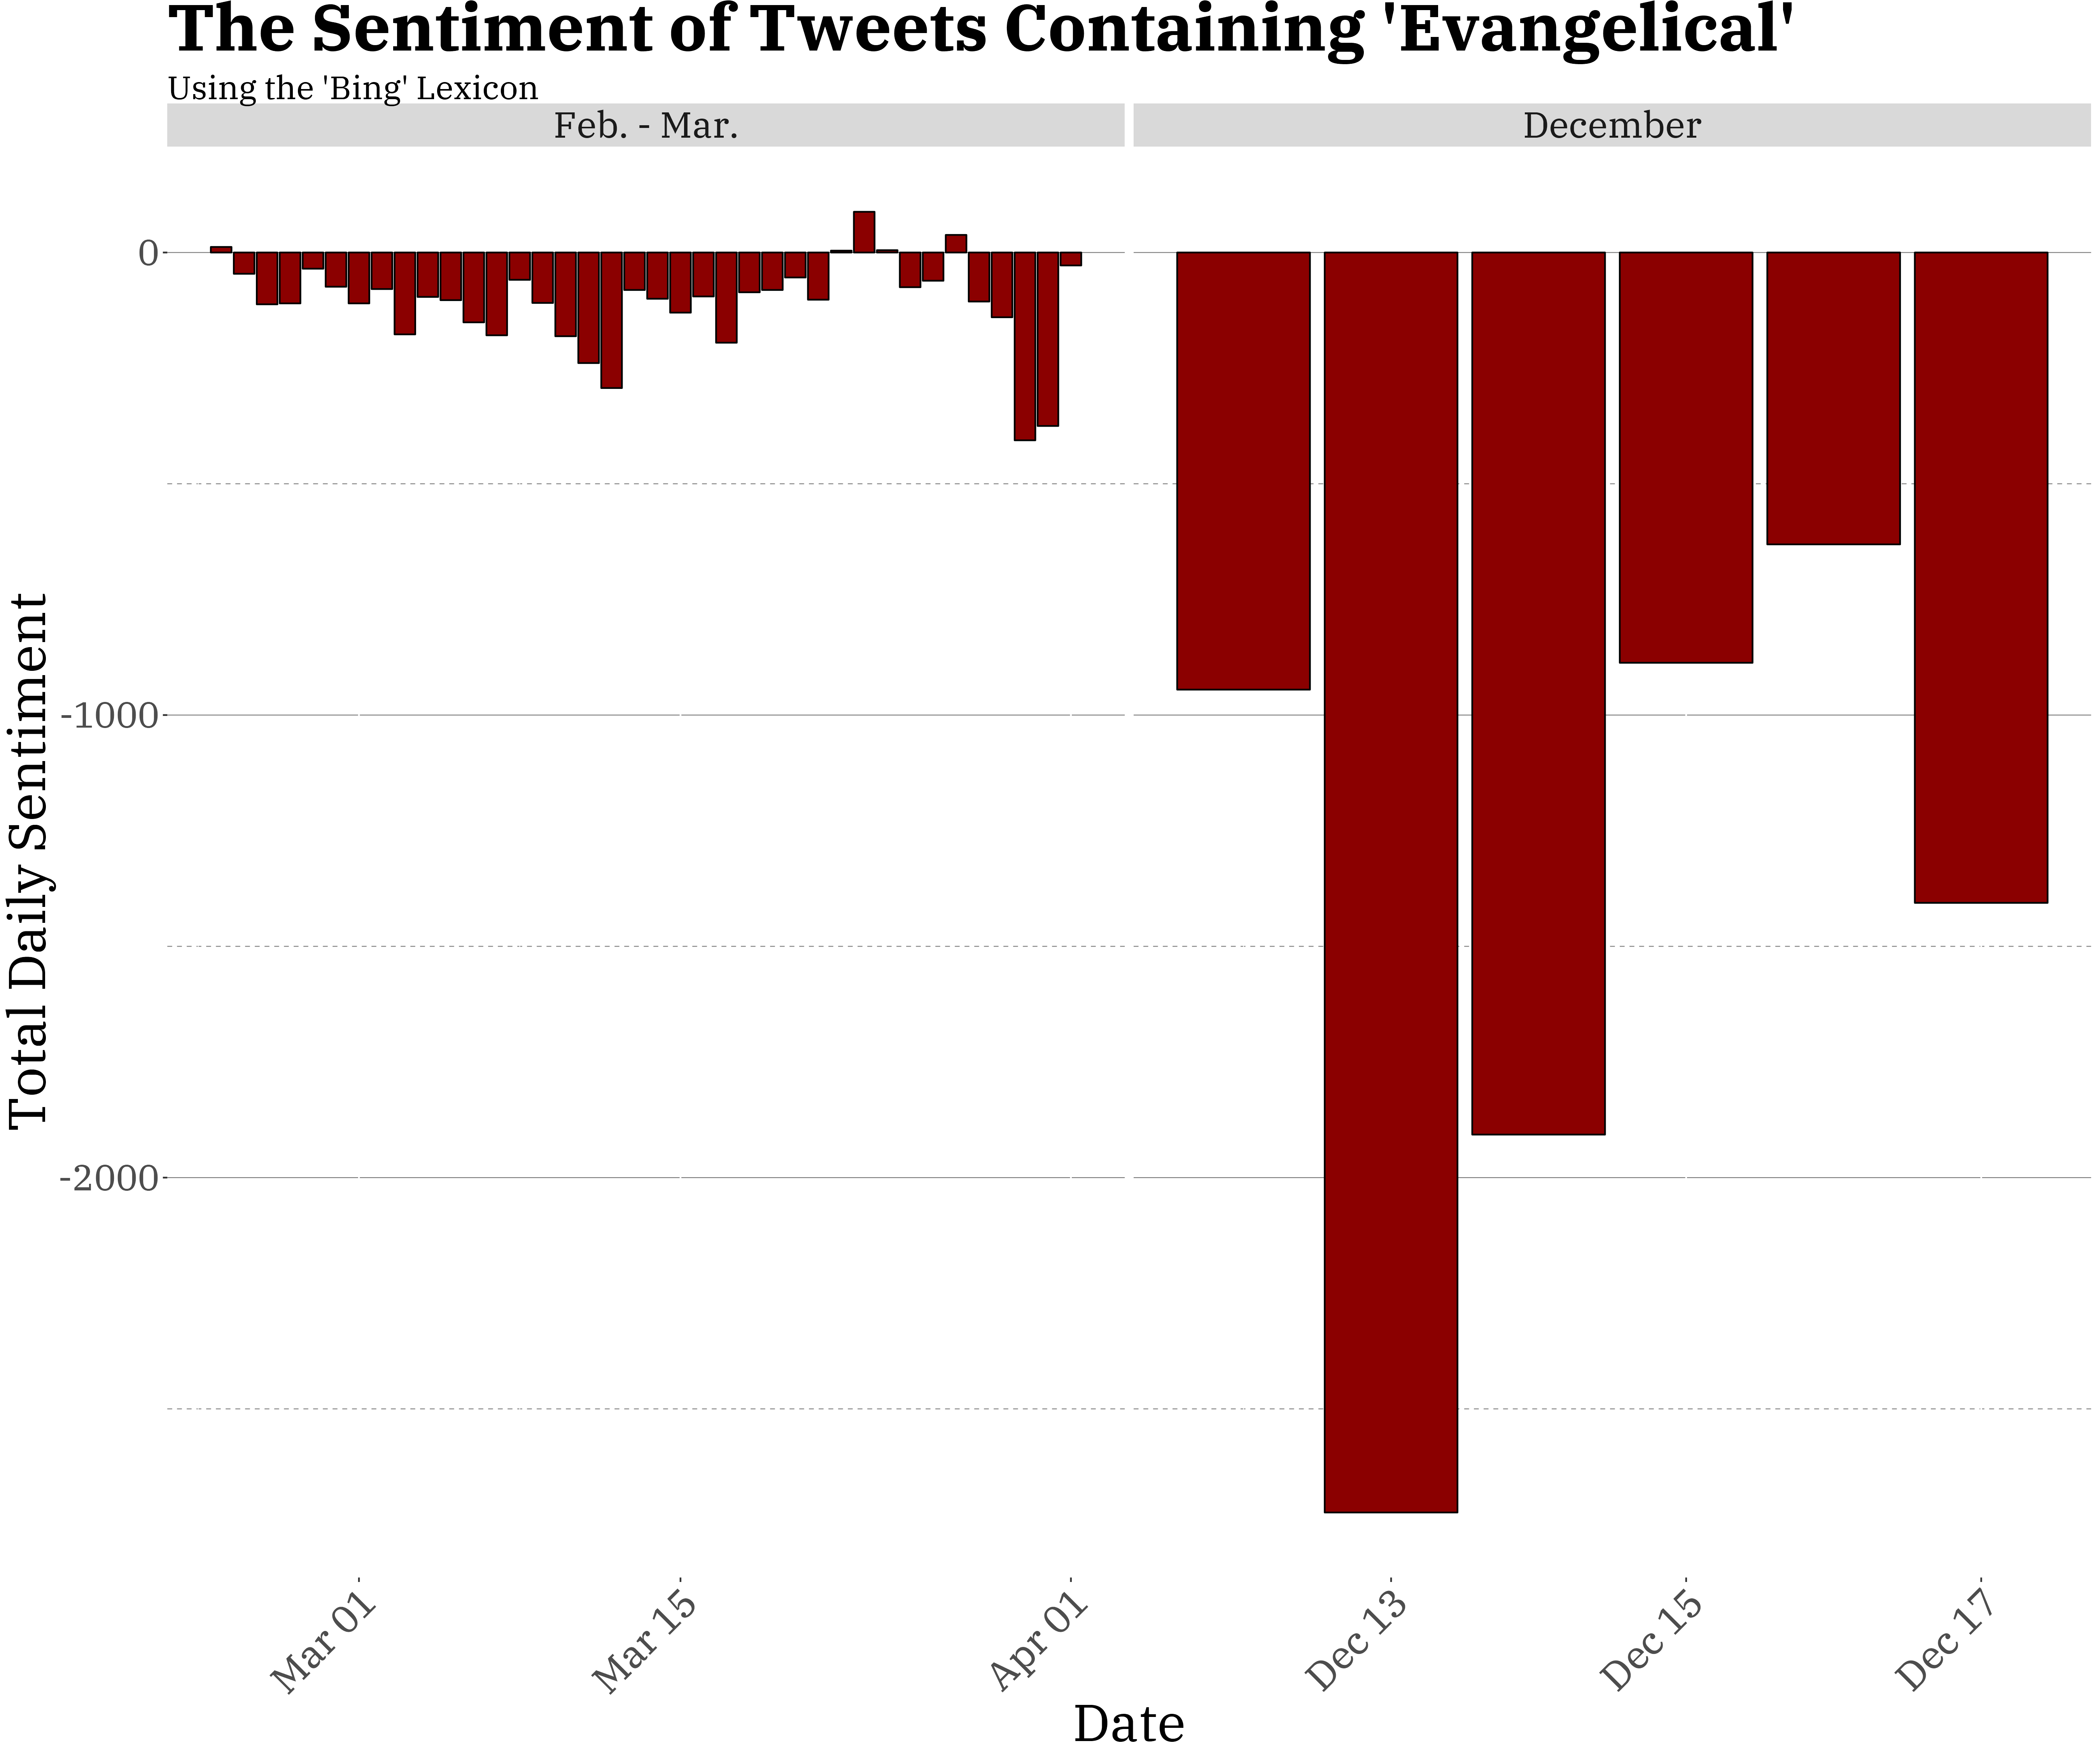 The Sentiment of Tweets Containing 'Evangelical'
Using the 'Bing' Lexicon
Feb. - Mar.
December
Total Daily Sentiment
0
-1000
-2000
Mar 01
Mar 15
Apr 01
Dec 13
Dec 15
Dec 17
Date